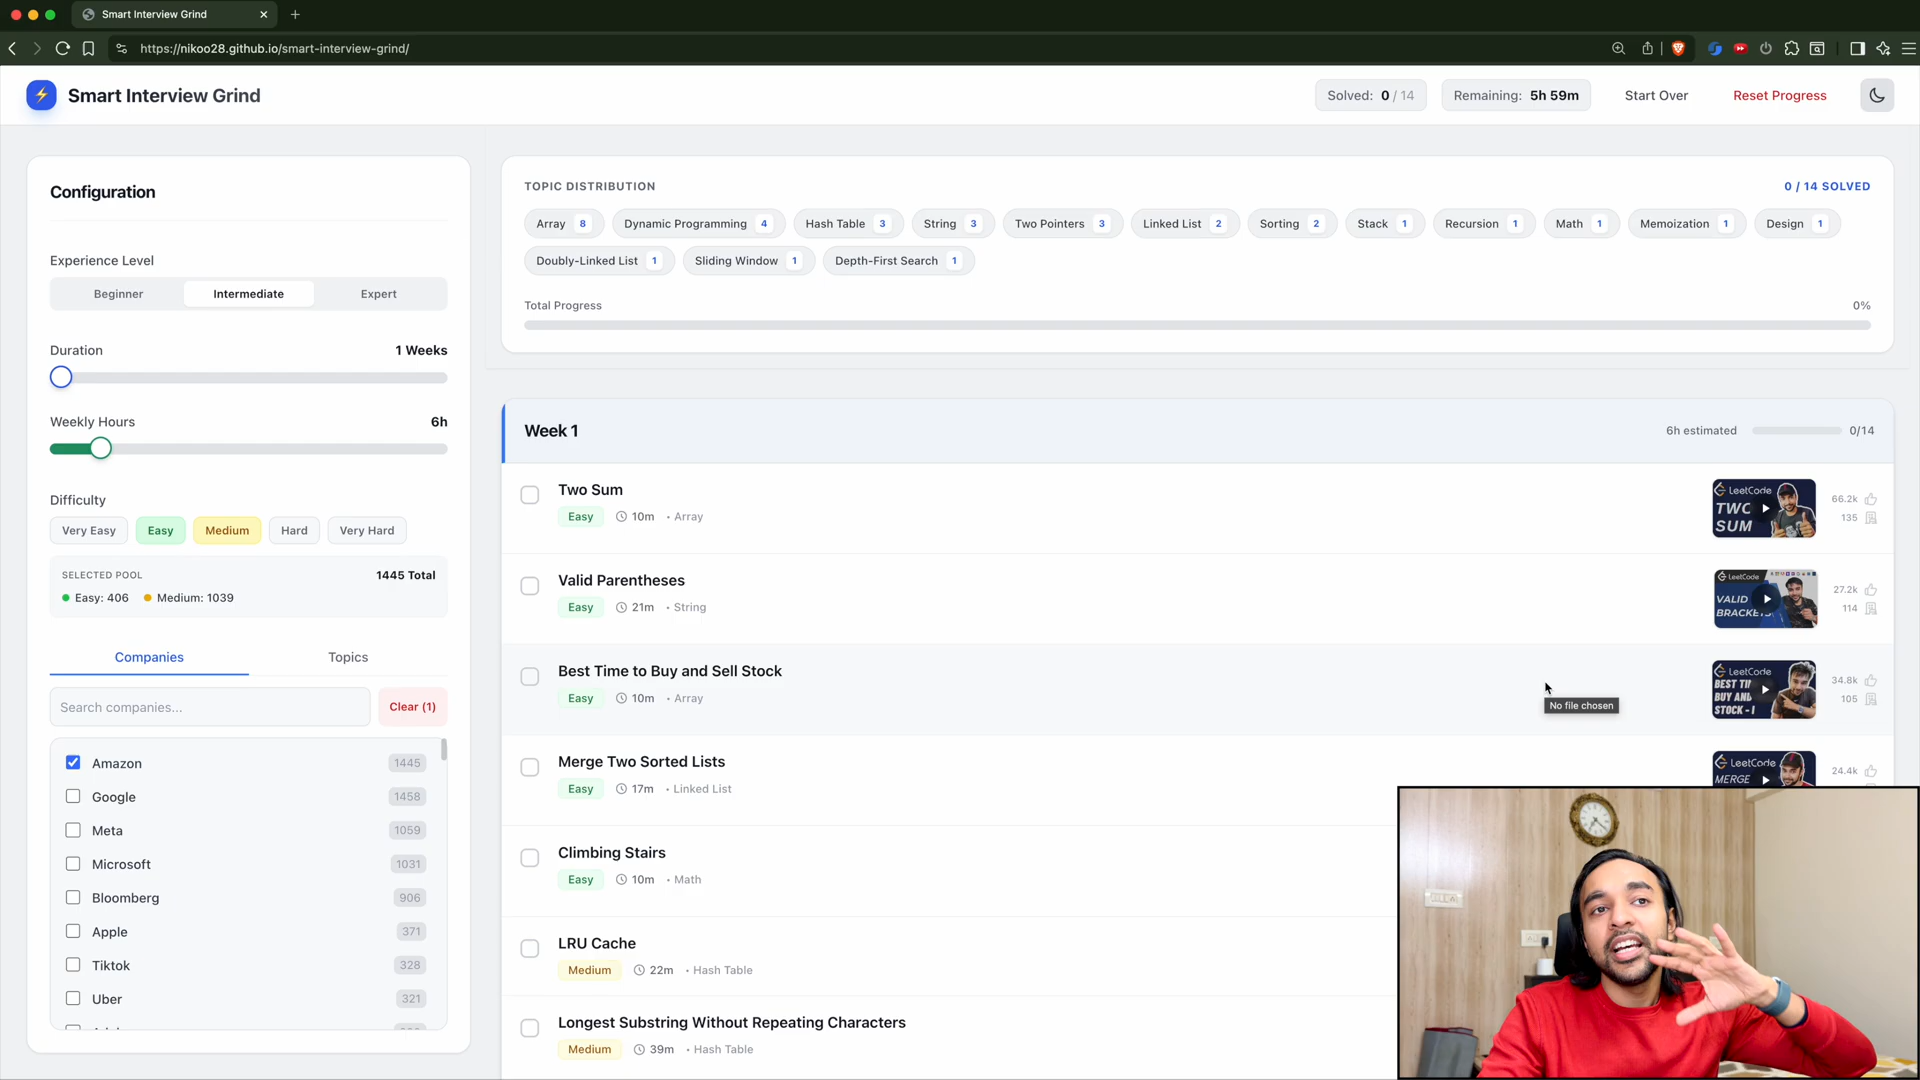 Smart Interview Grind
https://nikoo28.github.io/smart-interview-grind/
Smart Interview Grind
Solved: 0 / 14
Remaining: 5h 59m
Start Over
Reset Progress
Configuration
Experience Level
Beginner
Intermediate
Expert
Duration
1 Weeks
Weekly Hours
6h
Difficulty
Very Easy
Easy
Medium
Hard
Very Hard
SELECTED POOL
1445 Total
Easy: 406
Medium: 1039
Companies
Topics
Search companies...
Clear (1)
Amazon
1445
Google
1458
Meta
1059
Microsoft
1031
Bloomberg
906
Apple
371
Tiktok
328
Uber
321
TOPIC DISTRIBUTION
0 / 14 SOLVED
Array 8
Dynamic Programming 4
Hash Table 3
String 3
Two Pointers 3
Linked List 2
Sorting 2
Stack 1
Recursion 1
Math 1
Memoization 1
Design 1
Doubly-Linked List 1
Sliding Window 1
Depth-First Search 1
Total Progress
0%
Week 1
6h estimated
0/14
Two Sum
Easy
10m
• Array
LeetCode
TWO
SUM
66.2k
135
Valid Parentheses
Easy
21m
• String
LeetCode
VALID
BRACKETS
27.2k
114
Best Time to Buy and Sell Stock
Easy
10m
• Array
No file chosen
LeetCode
BEST TI
BUY AND
STOCK - I
34.8k
105
Merge Two Sorted Lists
Easy
17m
• Linked List
LeetCode
MERGE
24.4k
Climbing Stairs
Easy
10m
• Math
LRU Cache
Medium
22m
• Hash Table
Longest Substring Without Repeating Characters
Medium
39m
• Hash Table